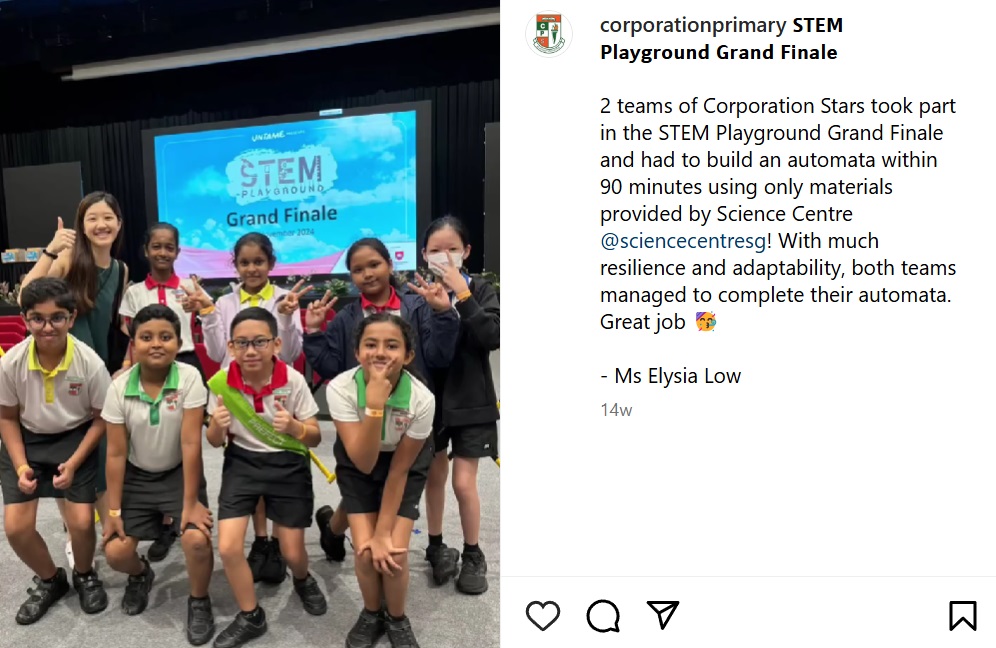 STEM
PLAYGROUND
Grand Finale
2024
corporationprimary STEM
Playground Grand Finale
2 teams of Corporation Stars took part
in the STEM Playground Grand Finale
and had to build an automata within
90 minutes using only materials
provided by Science Centre
@sciencecentresg! With much
resilience and adaptability, both teams
managed to complete their automata.
Great job 🥳
- Ms Elysia Low
14w